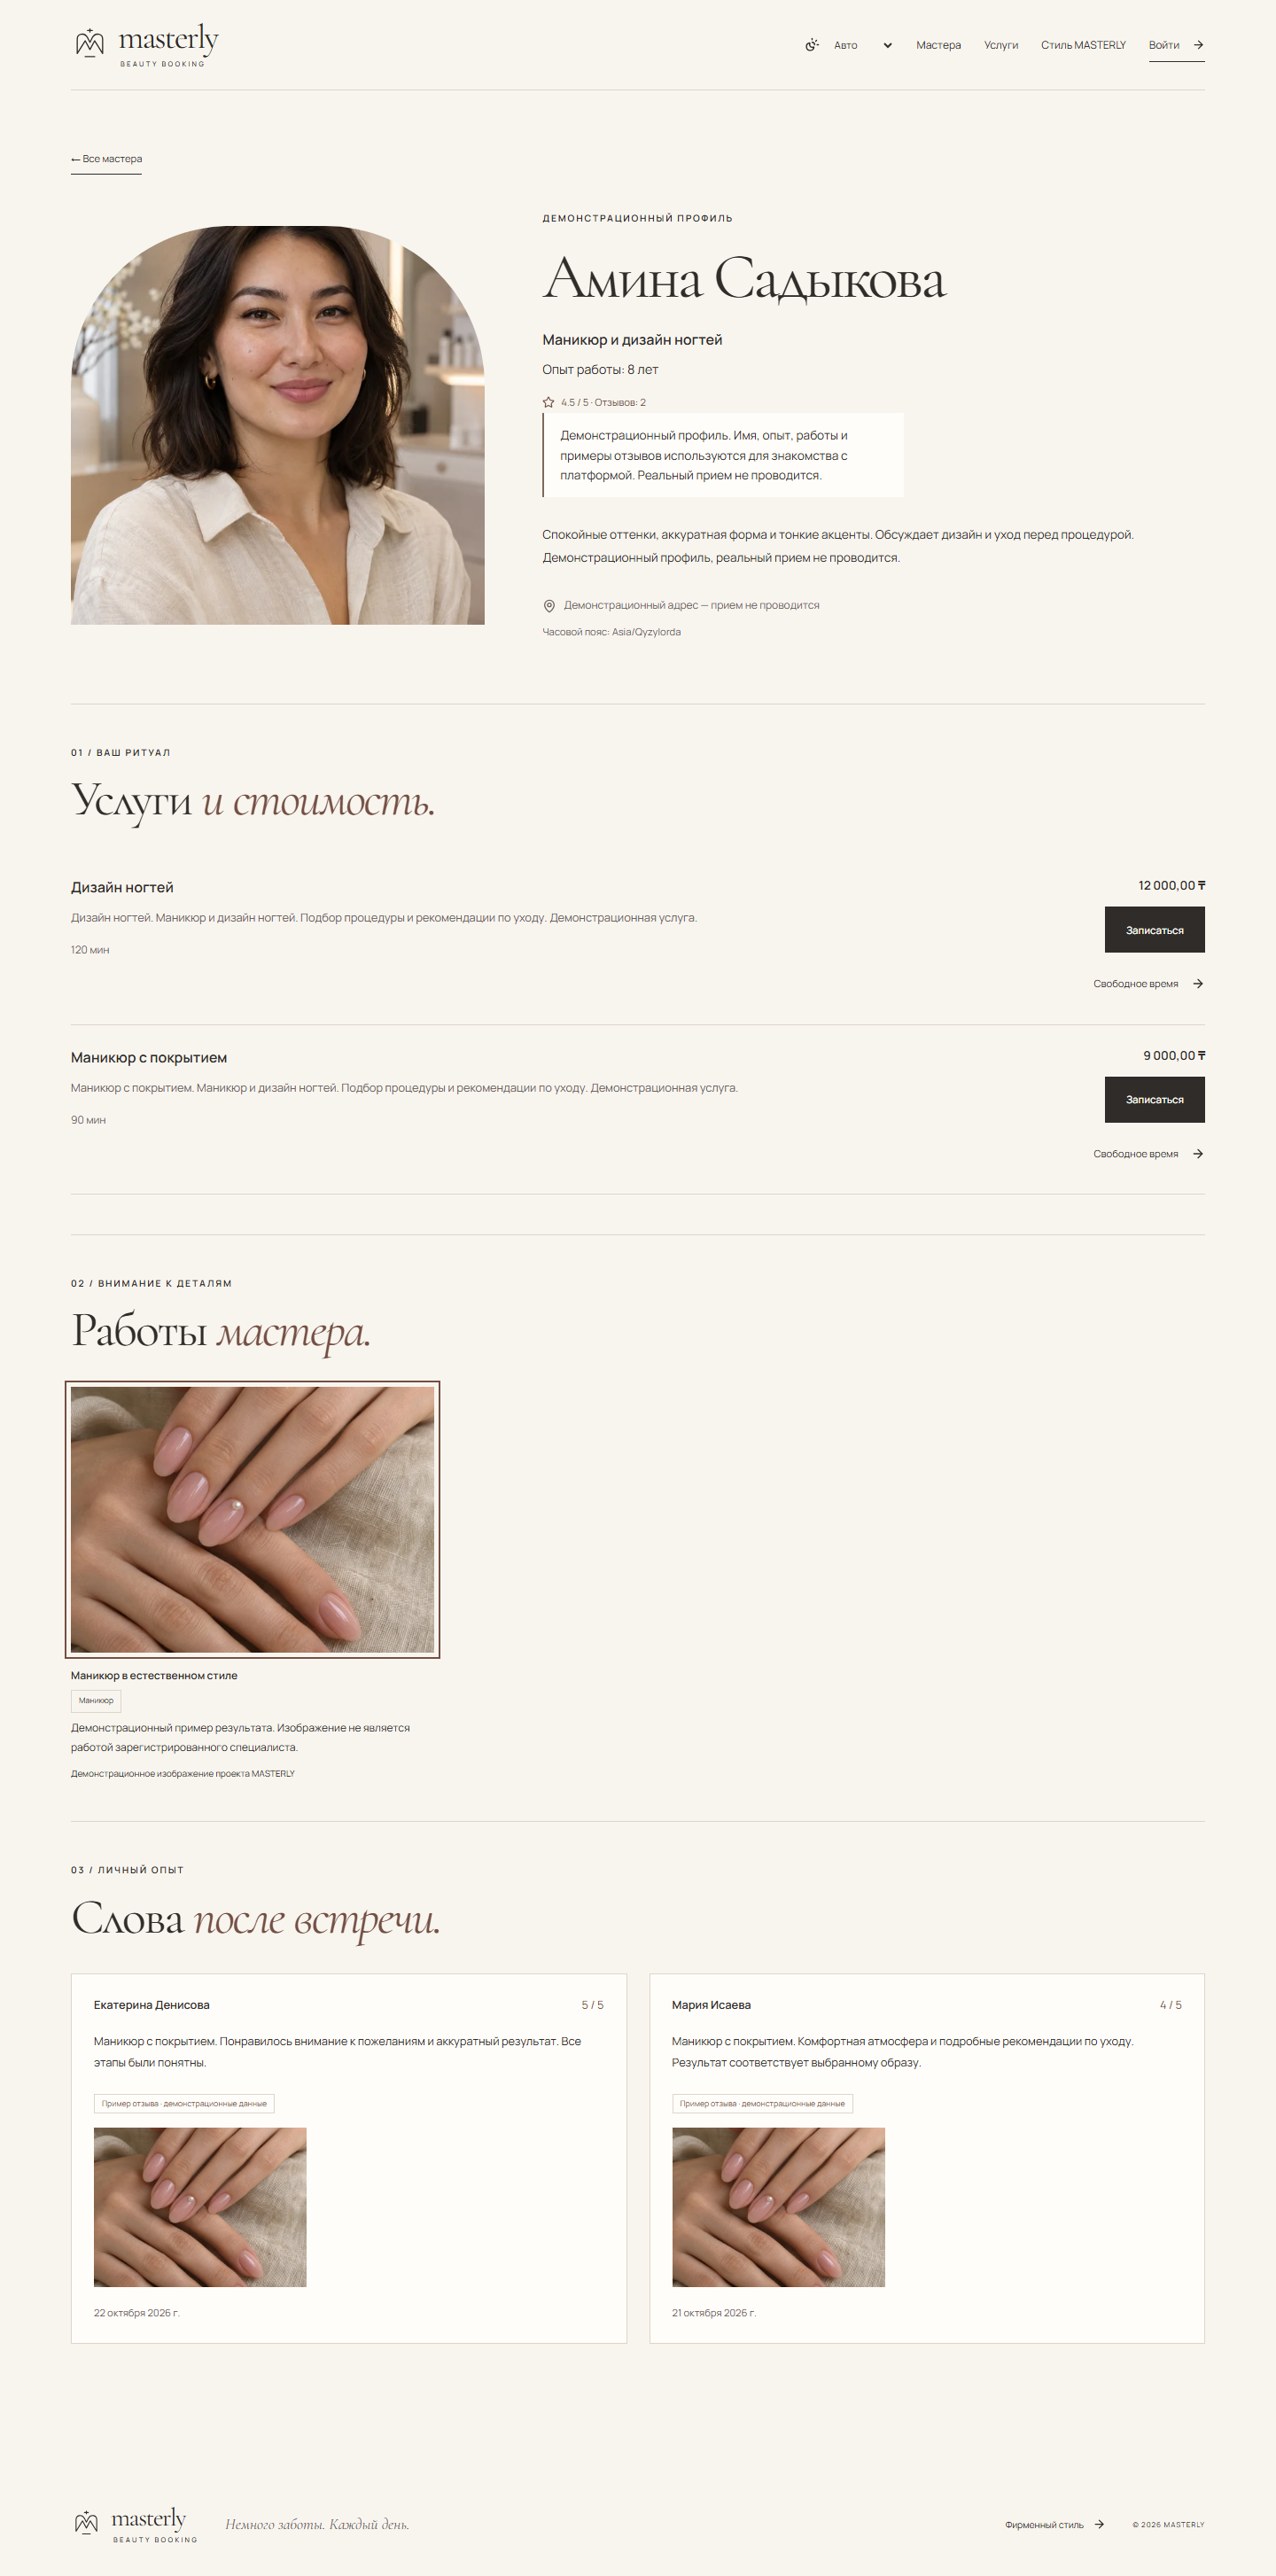 masterly
BEAUTY BOOKING
Авто
Мастера
Услуги
Стиль MASTERLY
Войти →
← Все мастера
ДЕМОНСТРАЦИОННЫЙ ПРОФИЛЬ
Амина Садыкова
Маникюр и дизайн ногтей
Опыт работы: 8 лет
4.5 / 5 · Отзывов: 2
Демонстрационный профиль. Имя, опыт, работы и
примеры отзывов используются для знакомства с
платформой. Реальный прием не проводится.
Спокойные оттенки, аккуратная форма и тонкие акценты. Обсуждает дизайн и уход перед процедурой.
Демонстрационный профиль, реальный прием не проводится.
Демонстрационный адрес — прием не проводится
Часовой пояс: Asia/Qyzylorda
01 / ВАШ РИТУАЛ
Услуги и стоимость.
Дизайн ногтей
12 000,00 ₸
Дизайн ногтей. Маникюр и дизайн ногтей. Подбор процедуры и рекомендации по уходу. Демонстрационная услуга.
Записаться
120 мин
Свободное время →
Маникюр с покрытием
9 000,00 ₸
Маникюр с покрытием. Маникюр и дизайн ногтей. Подбор процедуры и рекомендации по уходу. Демонстрационная услуга.
Записаться
90 мин
Свободное время →
02 / ВНИМАНИЕ К ДЕТАЛЯМ
Работы мастера.
Маникюр в естественном стиле
Маникюр
Демонстрационный пример результата. Изображение не является
работой зарегистрированного специалиста.
Демонстрационное изображение проекта MASTERLY
03 / ЛИЧНЫЙ ОПЫТ
Слова после встречи.
Екатерина Денисова
5 / 5
Маникюр с покрытием. Понравилось внимание к пожеланиям и аккуратный результат. Все
этапы были понятны.
Пример отзыва · демонстрационные данные
22 октября 2026 г.
Мария Исаева
4 / 5
Маникюр с покрытием. Комфортная атмосфера и подробные рекомендации по уходу.
Результат соответствует выбранному образу.
Пример отзыва · демонстрационные данные
21 октября 2026 г.
masterly
BEAUTY BOOKING
Немного заботы. Каждый день.
Фирменный стиль →
© 2026 MASTERLY